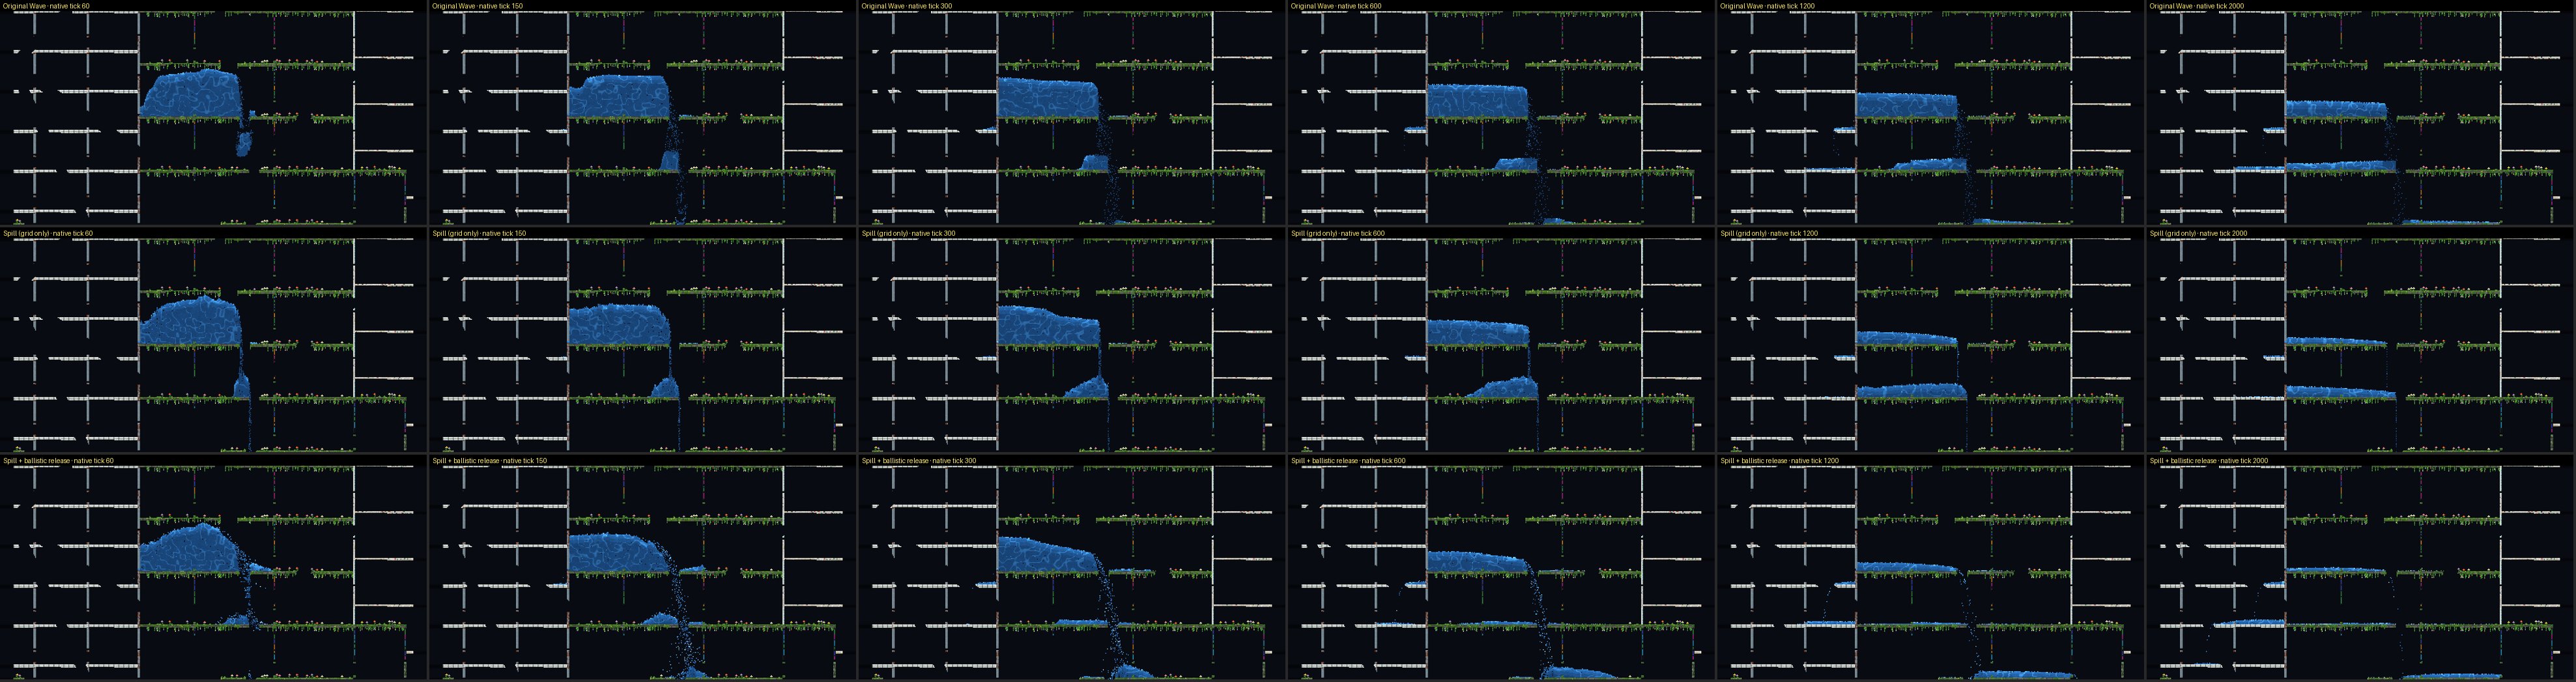 Original Wave · native tick 60
Original Wave · native tick 150
Original Wave · native tick 300
Original Wave · native tick 600
Original Wave · native tick 1200
Original Wave · native tick 2000
Spill (grid only) · native tick 60
Spill (grid only) · native tick 150
Spill (grid only) · native tick 300
Spill (grid only) · native tick 600
Spill (grid only) · native tick 1200
Spill (grid only) · native tick 2000
Spill + ballistic release · native tick 60
Spill + ballistic release · native tick 150
Spill + ballistic release · native tick 300
Spill + ballistic release · native tick 600
Spill + ballistic release · native tick 1200
Spill + ballistic release · native tick 2000